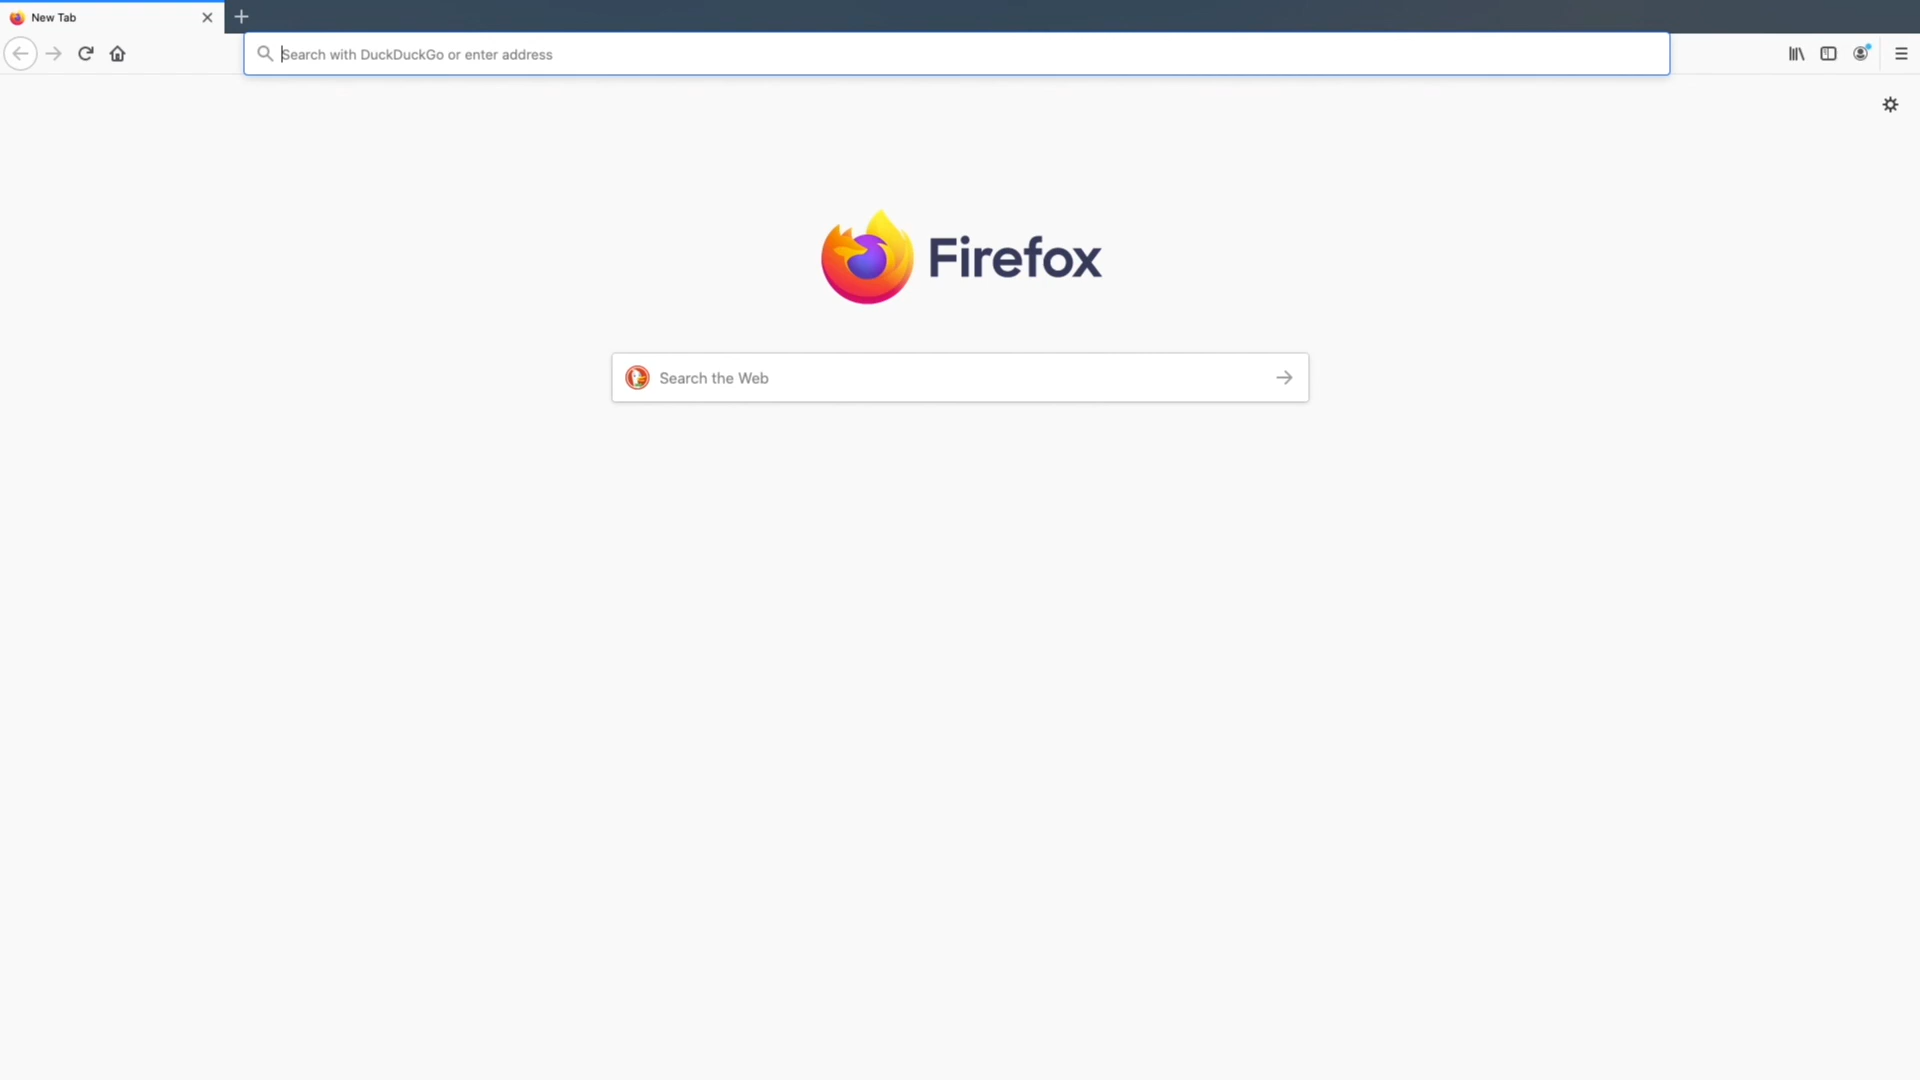 New Tab
Search with DuckDuckGo or enter address
Firefox
Search the Web